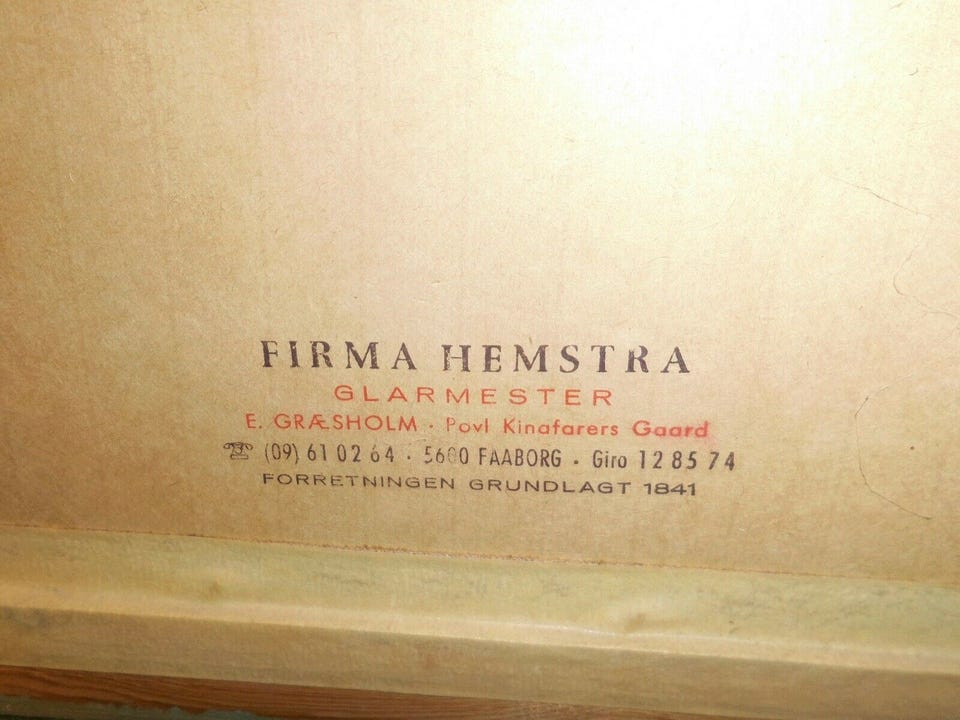 FIRMA HEMSTRA
GLARMESTER
E. GRÆSHOLM · Povl Kinafarers Gaard
☎ (09) 61 02 64 · 5600 FAABORG · Giro 12 85 74
FORRETNINGEN GRUNDLAGT 1841